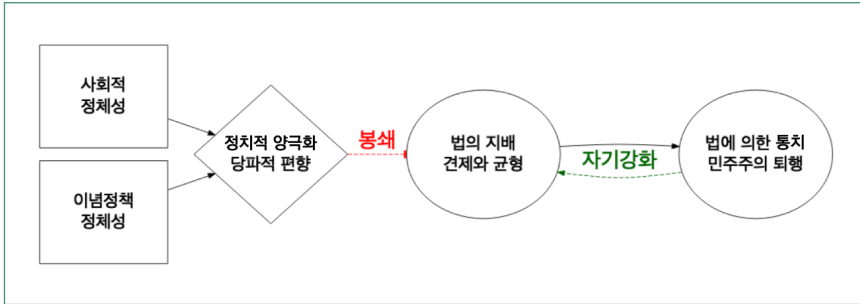 사회적
정체성
이념정책
정체성
정치적 양극화
당파적 편향
봉쇄
법의 지배
견제와 균형
자기강화
법에 의한 통치
민주주의 퇴행